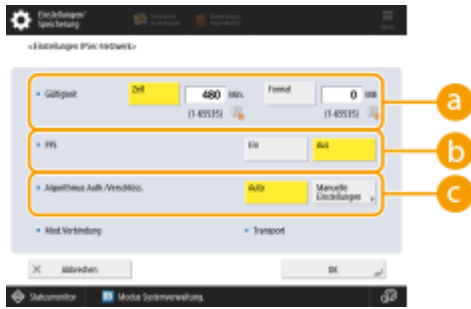 Einstellungen/
Speicherung
<Einstellungen IPSec-Netzwerk>
Gültigkeit
Zeit
480 Min.
Format
0 MB
(1-65535)
(1-65535)
a
PFS
Ein
Aus
b
Algorithmus Auth./Verschlüss.
Auto
Manuelle
Einstellungen
c
Mod.Verbindung
Transport
Abbrechen
OK
Statusmonitor
Modus Systemverwaltung.